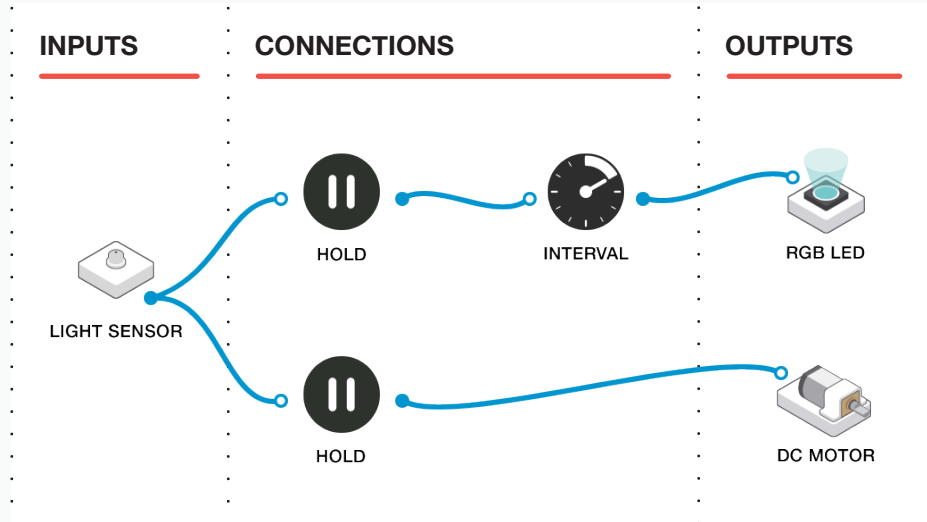 INPUTS
CONNECTIONS
OUTPUTS
HOLD
INTERVAL
RGB LED
LIGHT SENSOR
HOLD
DC MOTOR